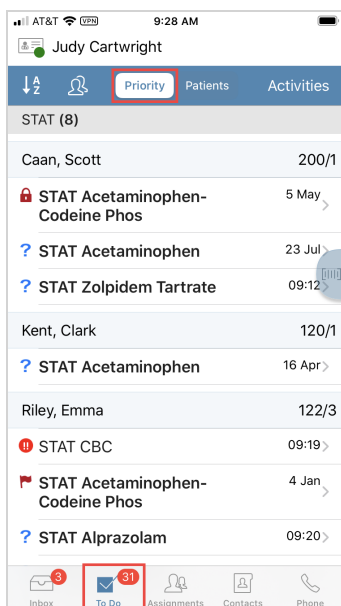 AT&T VPN 9:28 AM
Judy Cartwright
A Z Priority Patients Activities
STAT (8)
Caan, Scott 200/1
STAT Acetaminophen- 5 May
Codeine Phos
? STAT Acetaminophen 23 Jul
? STAT Zolpidem Tartrate 09:12
Kent, Clark 120/1
? STAT Acetaminophen 16 Apr
Riley, Emma 122/3
!! STAT CBC 09:19
STAT Acetaminophen- 4 Jan
Codeine Phos
? STAT Alprazolam 09:20
3 31
Inbox To Do Assignments Contacts Phone